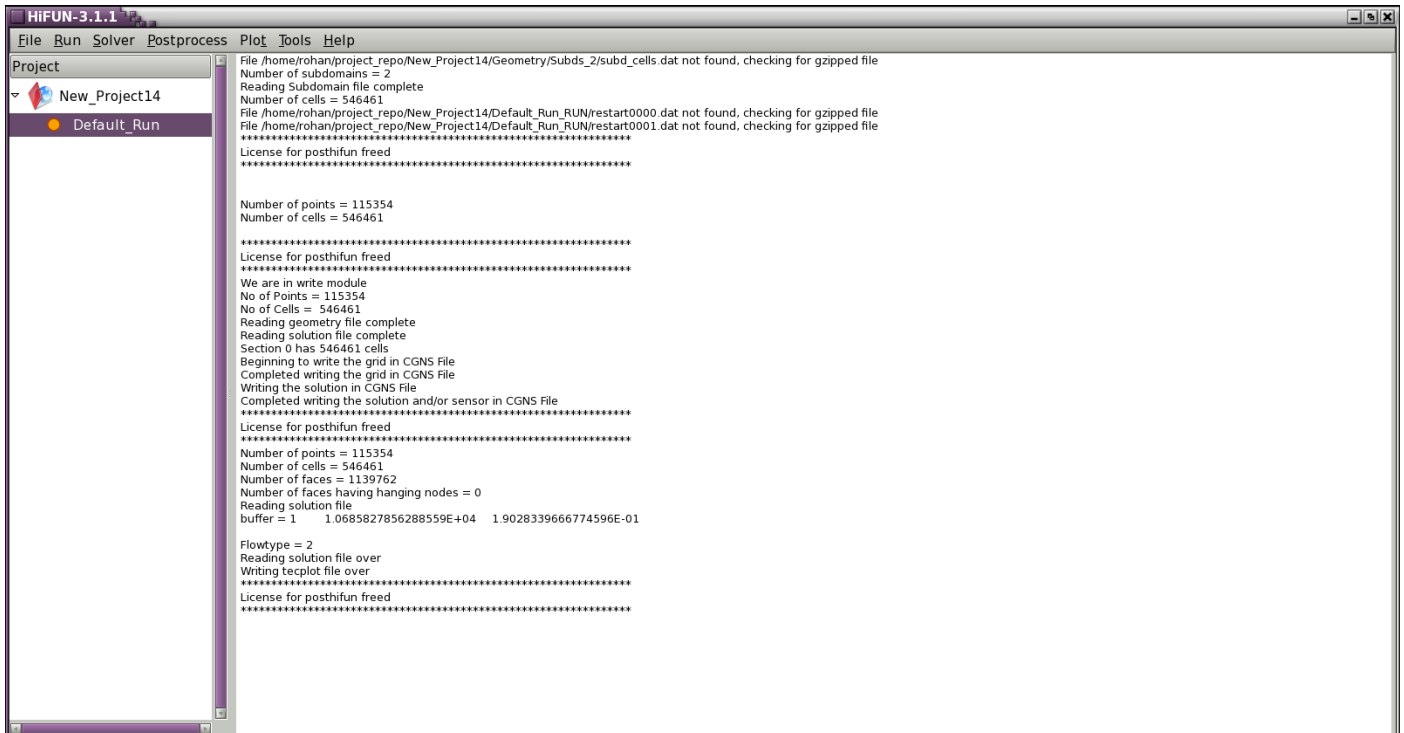 HiFUN-3.1.1
File Run Solver Postprocess Plot Tools Help
Project
New_Project14
Default_Run
File /home/rohan/project_repo/New_Project14/Geometry/Subds_2/subd_cells.dat not found, checking for gzipped file
Number of subdomains = 2
Reading Subdomain file complete
Number of cells = 546461
File /home/rohan/project_repo/New_Project14/Default_Run_RUN/restart0000.dat not found, checking for gzipped file
File /home/rohan/project_repo/New_Project14/Default_Run_RUN/restart0001.dat not found, checking for gzipped file
*****************************************************************
License for posthifun freed
*****************************************************************
Number of points = 115354
Number of cells = 546461
*****************************************************************
License for posthifun freed
*****************************************************************
We are in write module
No of Points = 115354
No of Cells =  546461
Reading geometry file complete
Reading solution file complete
Section 0 has 546461 cells
Beginning to write the grid in CGNS File
Completed writing the grid in CGNS File
Writing the solution in CGNS File
Completed writing the solution and/or sensor in CGNS File
*****************************************************************
License for posthifun freed
*****************************************************************
Number of points = 115354
Number of cells = 546461
Number of faces = 1139762
Number of faces having hanging nodes = 0
Reading solution file
buffer = 1 1.0685827856288559E+04 1.9028339666774596E-01
Flowtype = 2
Reading solution file over
Writing tecplot file over
*****************************************************************
License for posthifun freed
*****************************************************************